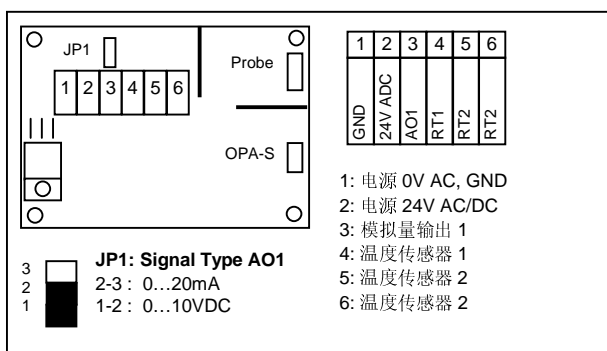 JP1
Probe
1 2 3 4 5 6
OPA-S
1 2 3 4 5 6
GND
24V ADC
AO1
RT1
RT2
RT2
1: 电源 0V AC, GND
2: 电源 24V AC/DC
3: 模拟量输出 1
4: 温度传感器 1
5: 温度传感器 2
6: 温度传感器 2
3
2
1
JP1: Signal Type AO1
2-3 : 0…20mA
1-2 : 0…10VDC